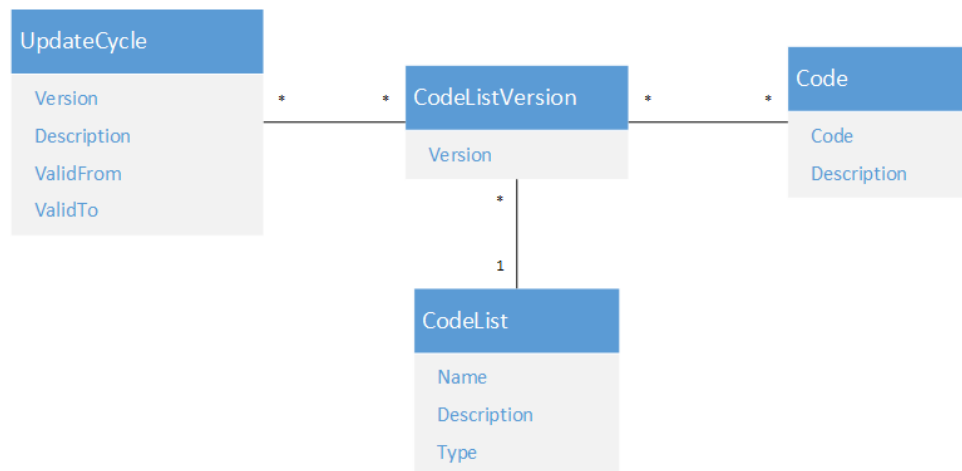 UpdateCycle
Version
Description
ValidFrom
ValidTo
* *
CodeListVersion
Version
* *
Code
Code
Description
*
1
CodeList
Name
Description
Type